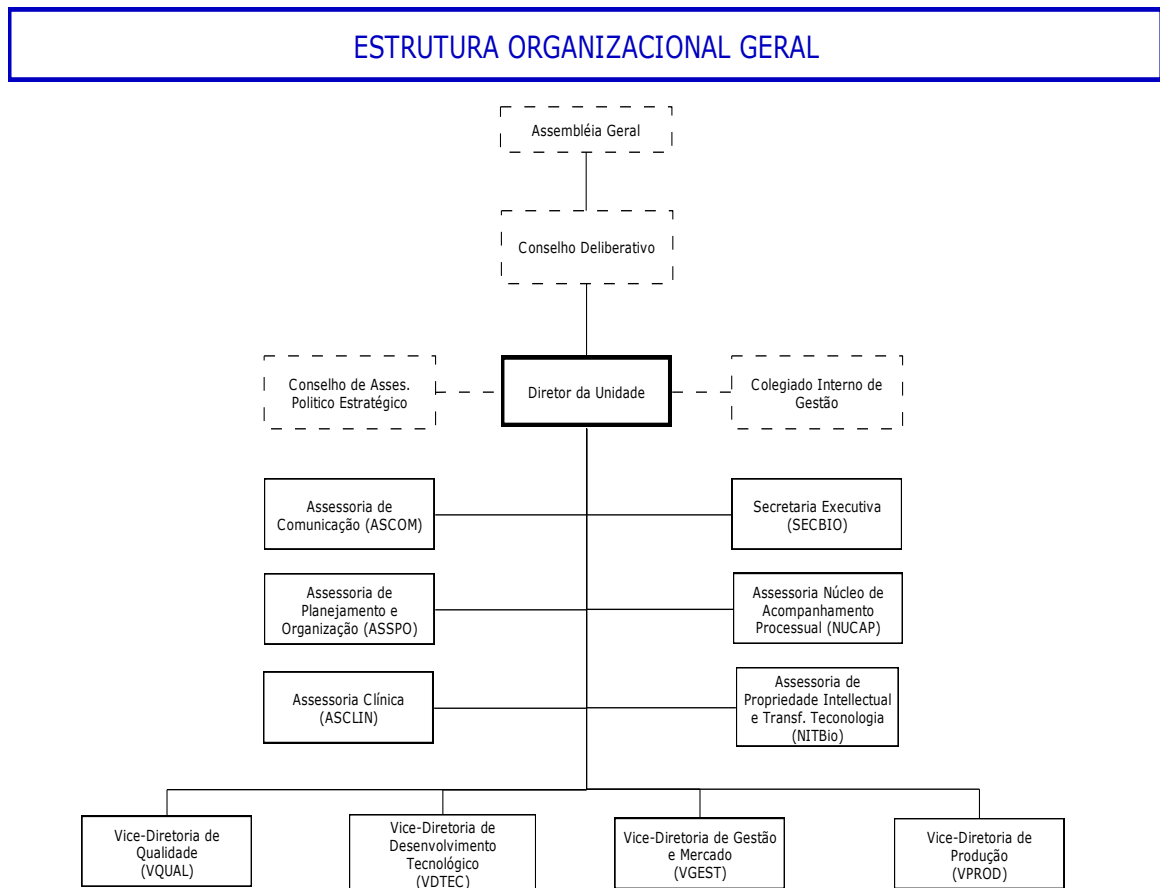 ESTRUTURA ORGANIZACIONAL GERAL
Assembléia Geral
Conselho Deliberativo
Conselho de Asses.
Politico Estratégico
Diretor da Unidade
Colegiado Interno de
Gestão
Assessoria de
Comunicação (ASCOM)
Secretaria Executiva
(SECBIO)
Assessoria de
Planejamento e
Organização (ASSPO)
Assessoria Núcleo de
Acompanhamento
Processual (NUCAP)
Assessoria Clínica
(ASCLIN)
Assessoria de
Propriedade Intellectual
e Transf. Teconologia
(NITBio)
Vice-Diretoria de
Qualidade
(VQUAL)
Vice-Diretoria de
Desenvolvimento
Tecnológico
(VDTEC)
Vice-Diretoria de Gestão
e Mercado
(VGEST)
Vice-Diretoria de
Produção
(VPROD)